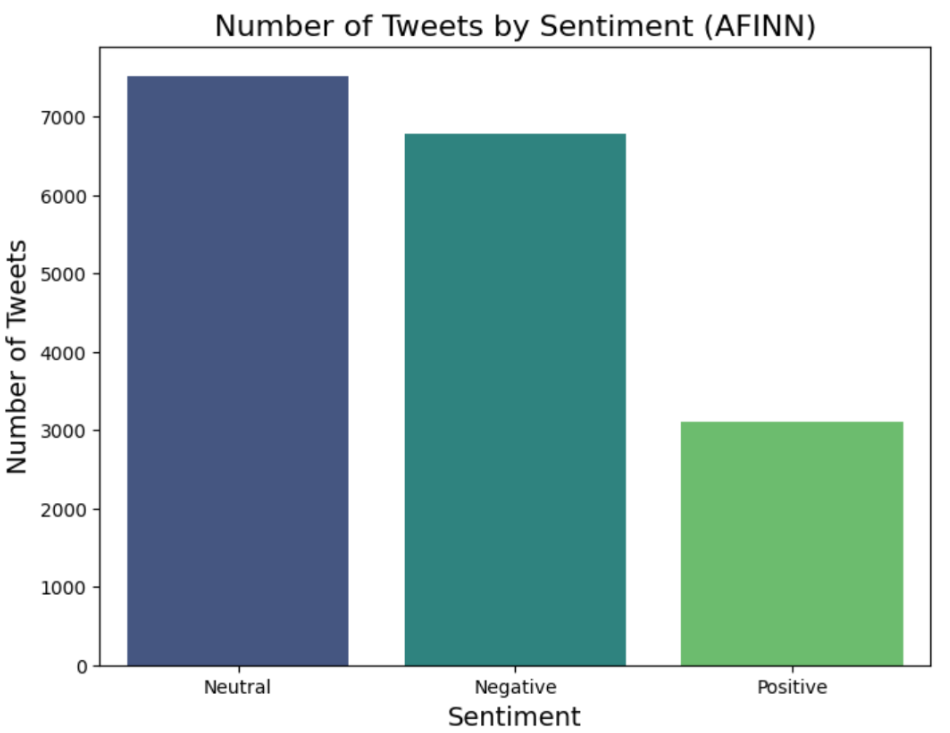 Number of Tweets by Sentiment (AFINN)
Number of Tweets
7000
6000
5000
4000
3000
2000
1000
0
Neutral Negative Positive
Sentiment